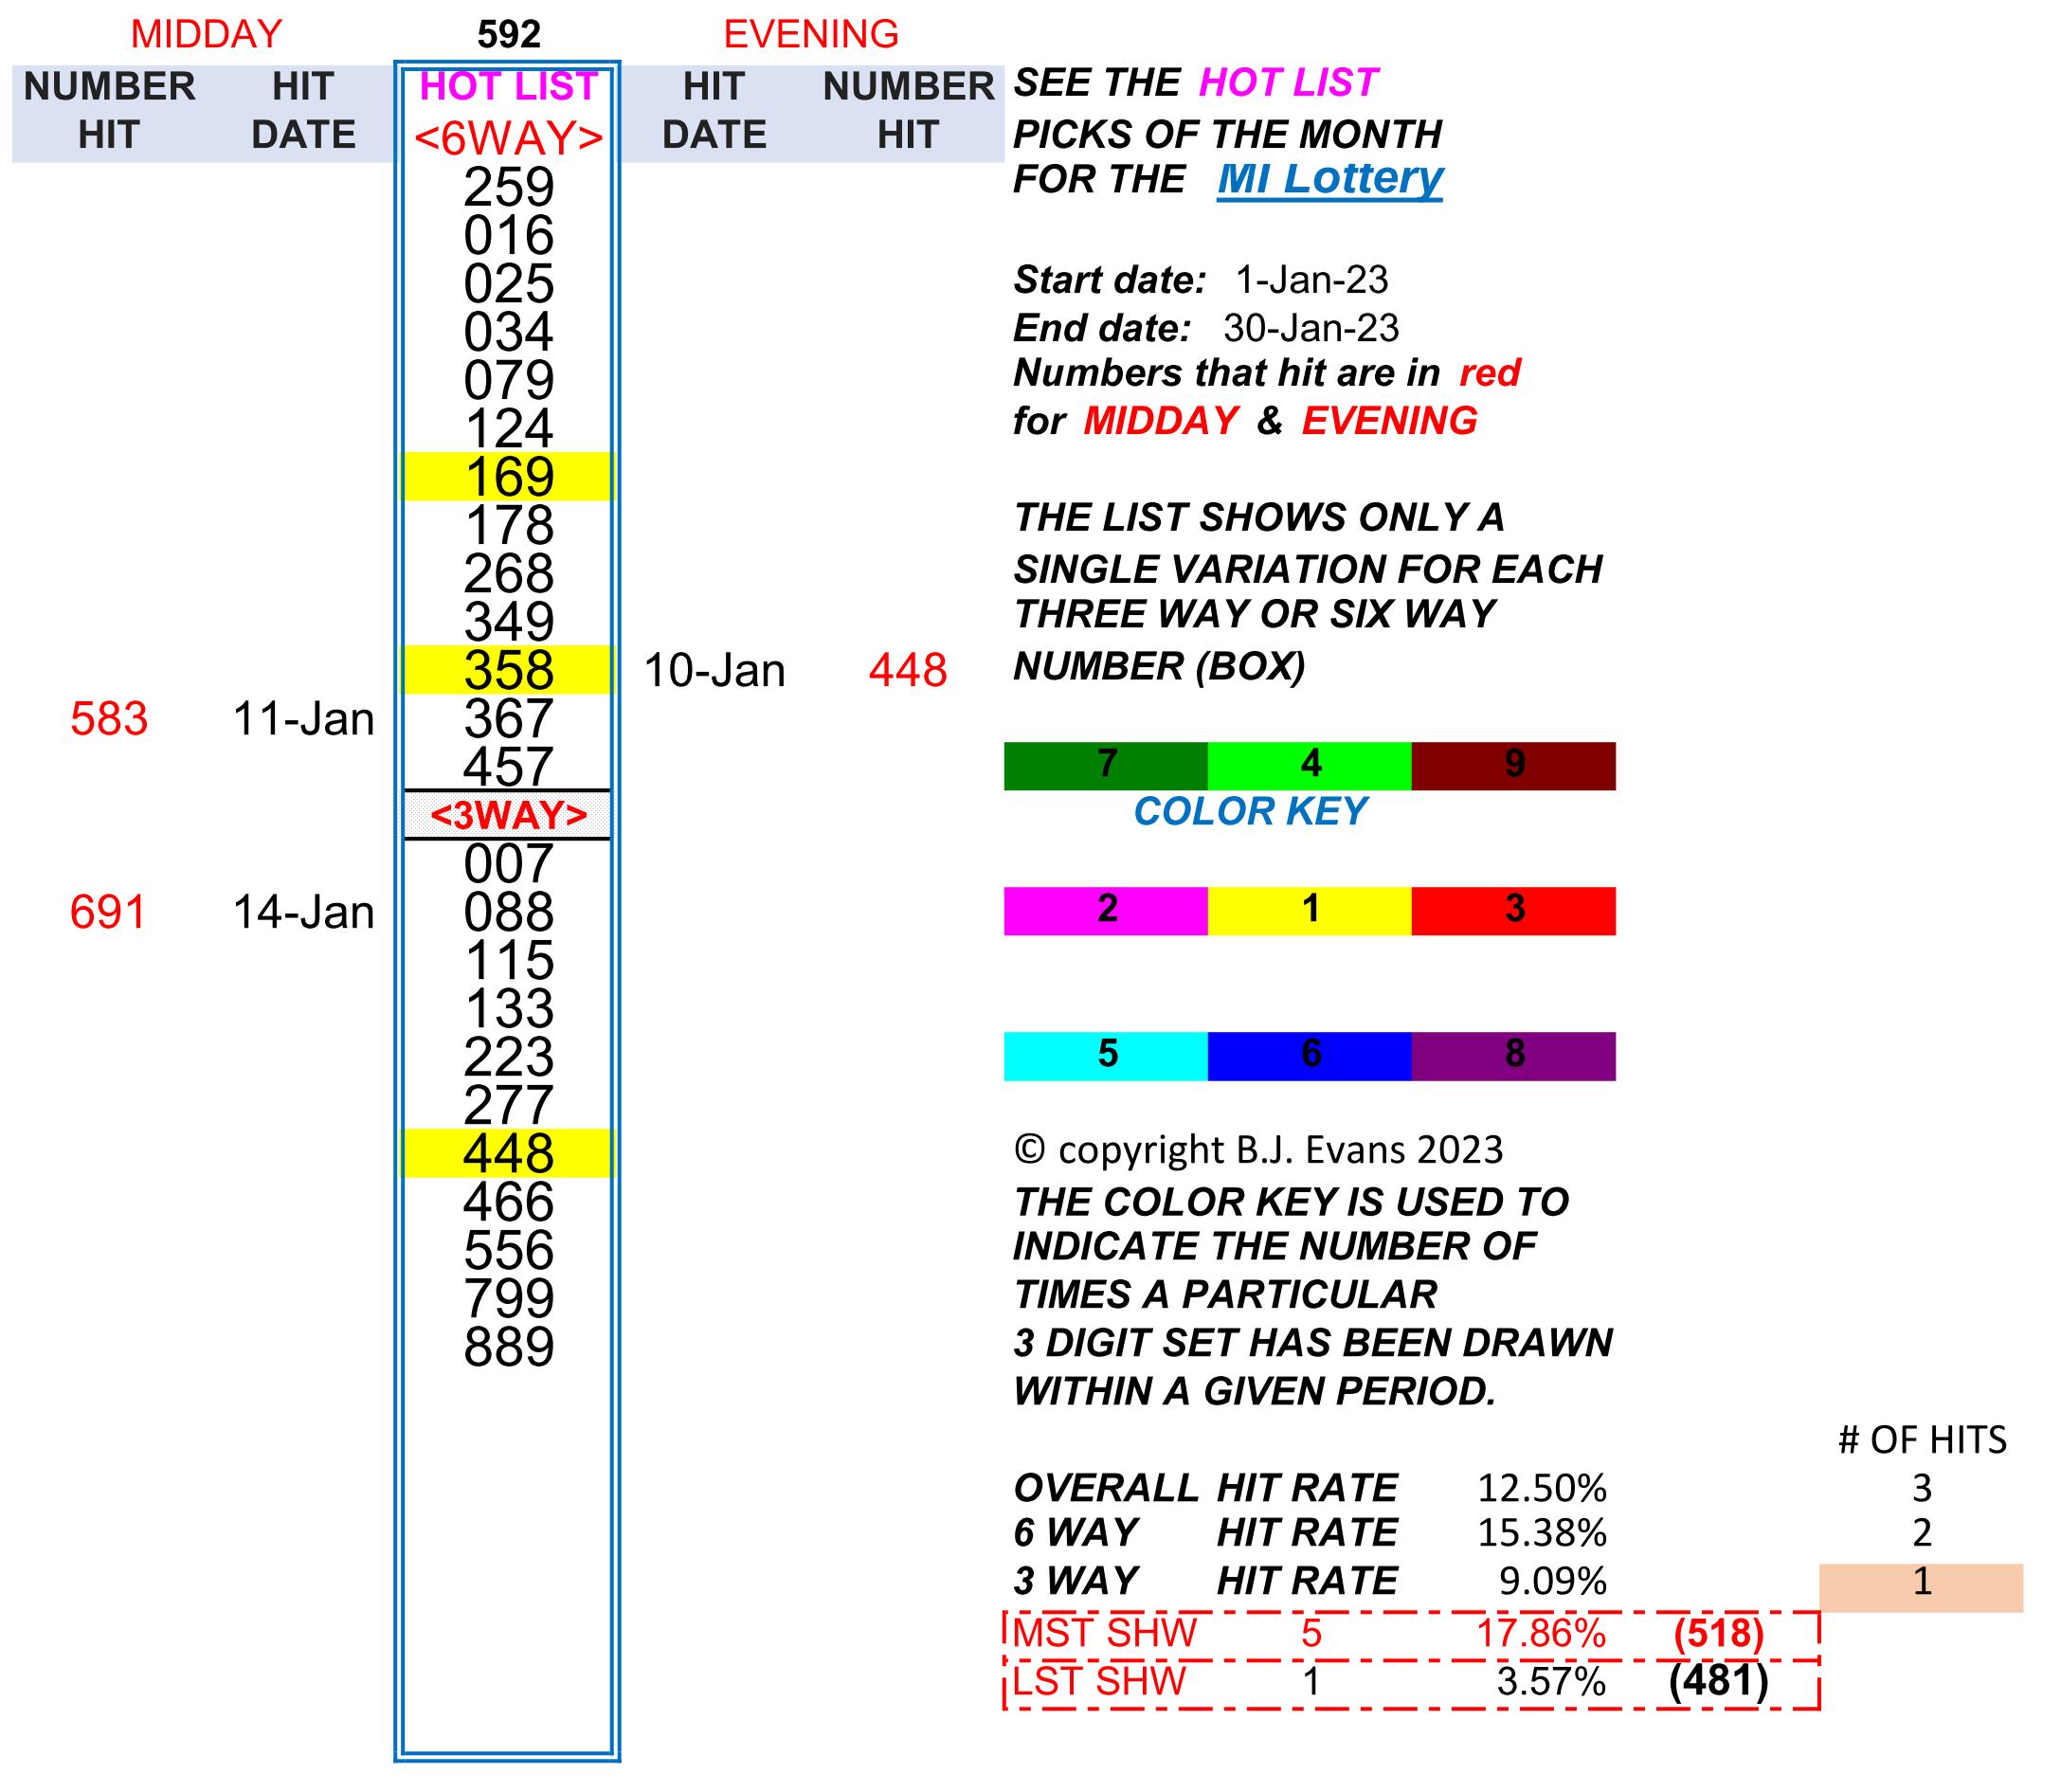 MIDDAY 592 EVENING
NUMBER HIT HOT LIST HIT NUMBER
HIT DATE <6WAY> DATE HIT
259
016
025
034
079
124
169
178
268
349
358 10-Jan 448
583 11-Jan 367
457
<3WAY>
007
691 14-Jan 088
115
133
223
277
448
466
556
799
889
SEE THE HOT LIST
PICKS OF THE MONTH
FOR THE MI Lottery
Start date: 1-Jan-23
End date: 30-Jan-23
Numbers that hit are in red
for MIDDAY & EVENING
THE LIST SHOWS ONLY A
SINGLE VARIATION FOR EACH
THREE WAY OR SIX WAY
NUMBER (BOX)
7 4 9
COLOR KEY
2 1 3
5 6 8
© copyright B.J. Evans 2023
THE COLOR KEY IS USED TO
INDICATE THE NUMBER OF
TIMES A PARTICULAR
3 DIGIT SET HAS BEEN DRAWN
WITHIN A GIVEN PERIOD.
# OF HITS
OVERALL HIT RATE 12.50% 3
6 WAY HIT RATE 15.38% 2
3 WAY HIT RATE 9.09% 1
MST SHW 5 17.86% (518)
LST SHW 1 3.57% (481)